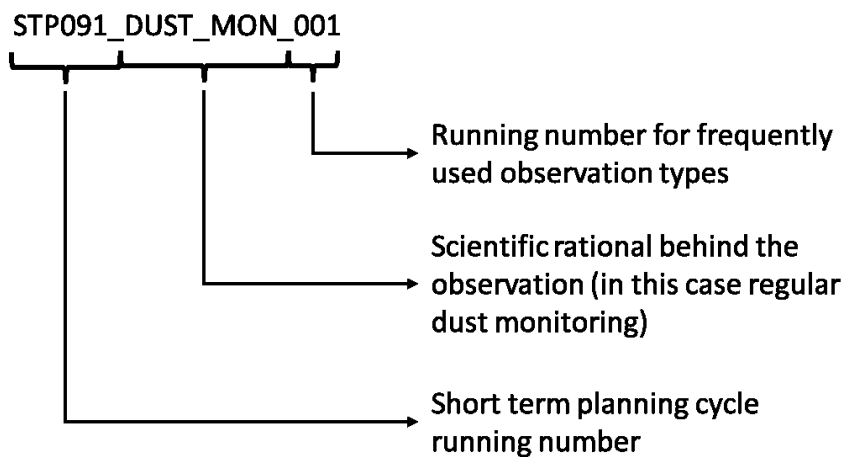 STP091_DUST_MON_001
Running number for frequently
used observation types
Scientific rational behind the
observation (in this case regular
dust monitoring)
Short term planning cycle
running number